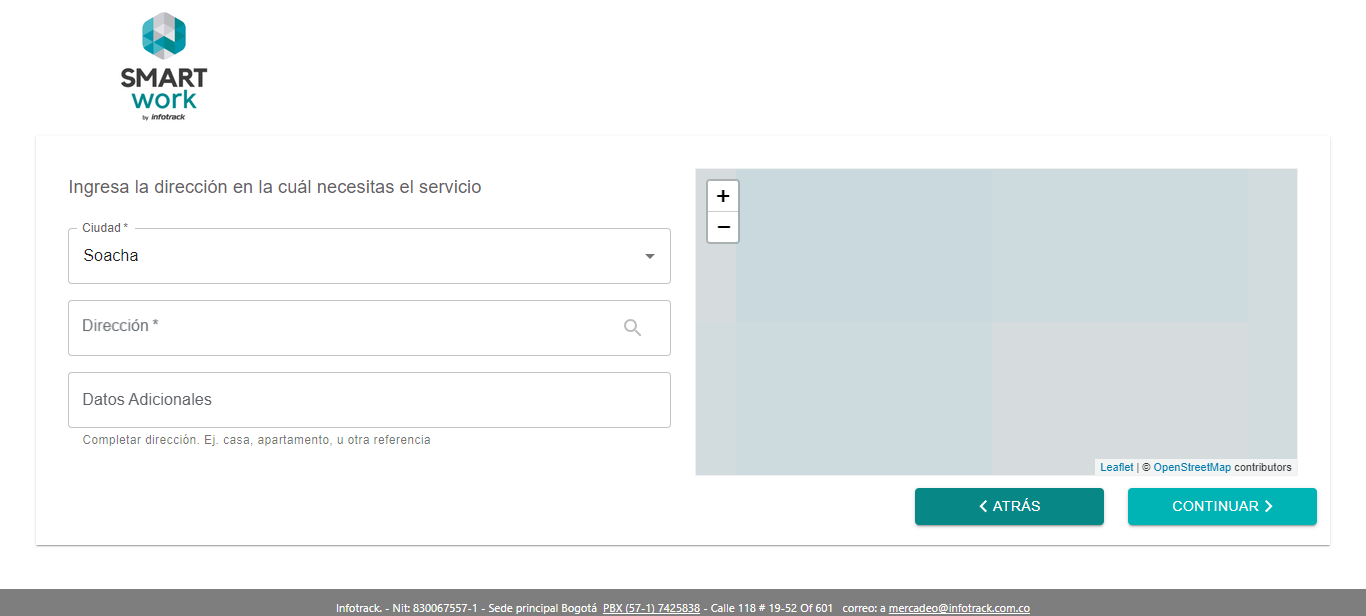 SMART
work
by infotrack
Ingresa la dirección en la cuál necesitas el servicio
Ciudad *
Soacha
Dirección *
Datos Adicionales
Completar dirección. Ej. casa, apartamento, u otra referencia
+
−
Leaflet | © OpenStreetMap contributors
ATRÁS
CONTINUAR
Infotrack. - Nit: 830067557-1 - Sede principal Bogotá PBX (57-1) 7425838 - Calle 118 # 19-52 Of 601 correo: a mercadeo@infotrack.com.co